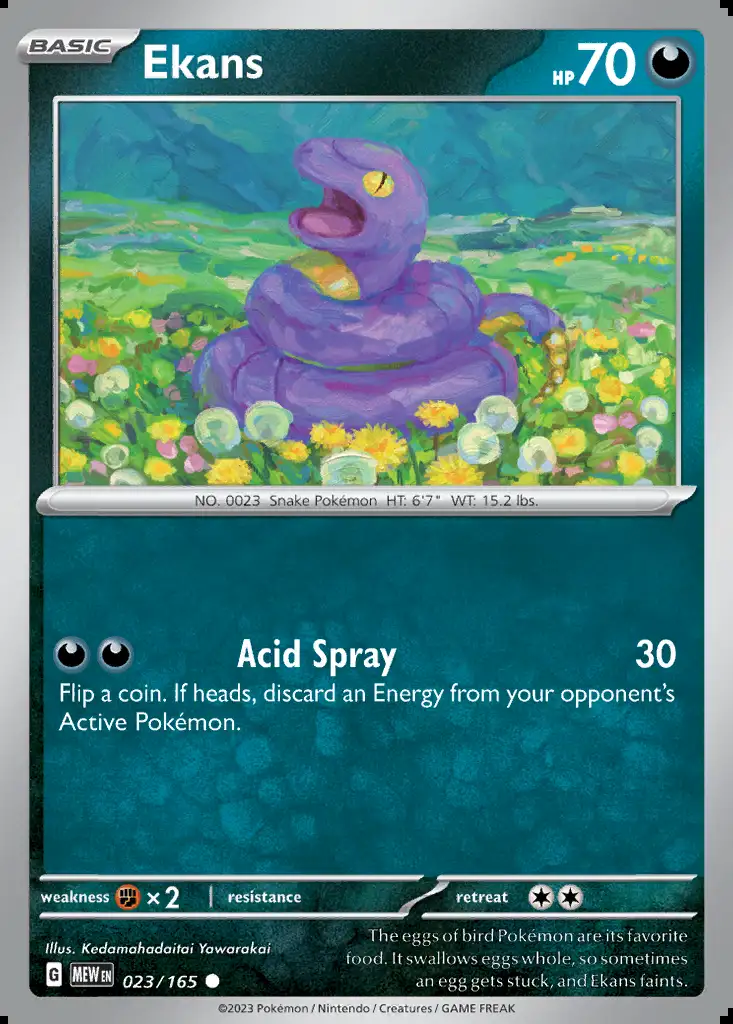 BASIC
Ekans
HP 70
NO. 0023 Snake Pokémon HT: 6'7" WT: 15.2 lbs.
Acid Spray 30
Flip a coin. If heads, discard an Energy from your opponent's
Active Pokémon.
weakness ×2 resistance retreat
Illus. Kedamahadaitai Yawarakai
The eggs of bird Pokémon are its favorite
food. It swallows eggs whole, so sometimes
an egg gets stuck, and Ekans faints.
G MEW EN 023/165
©2023 Pokémon / Nintendo / Creatures / GAME FREAK